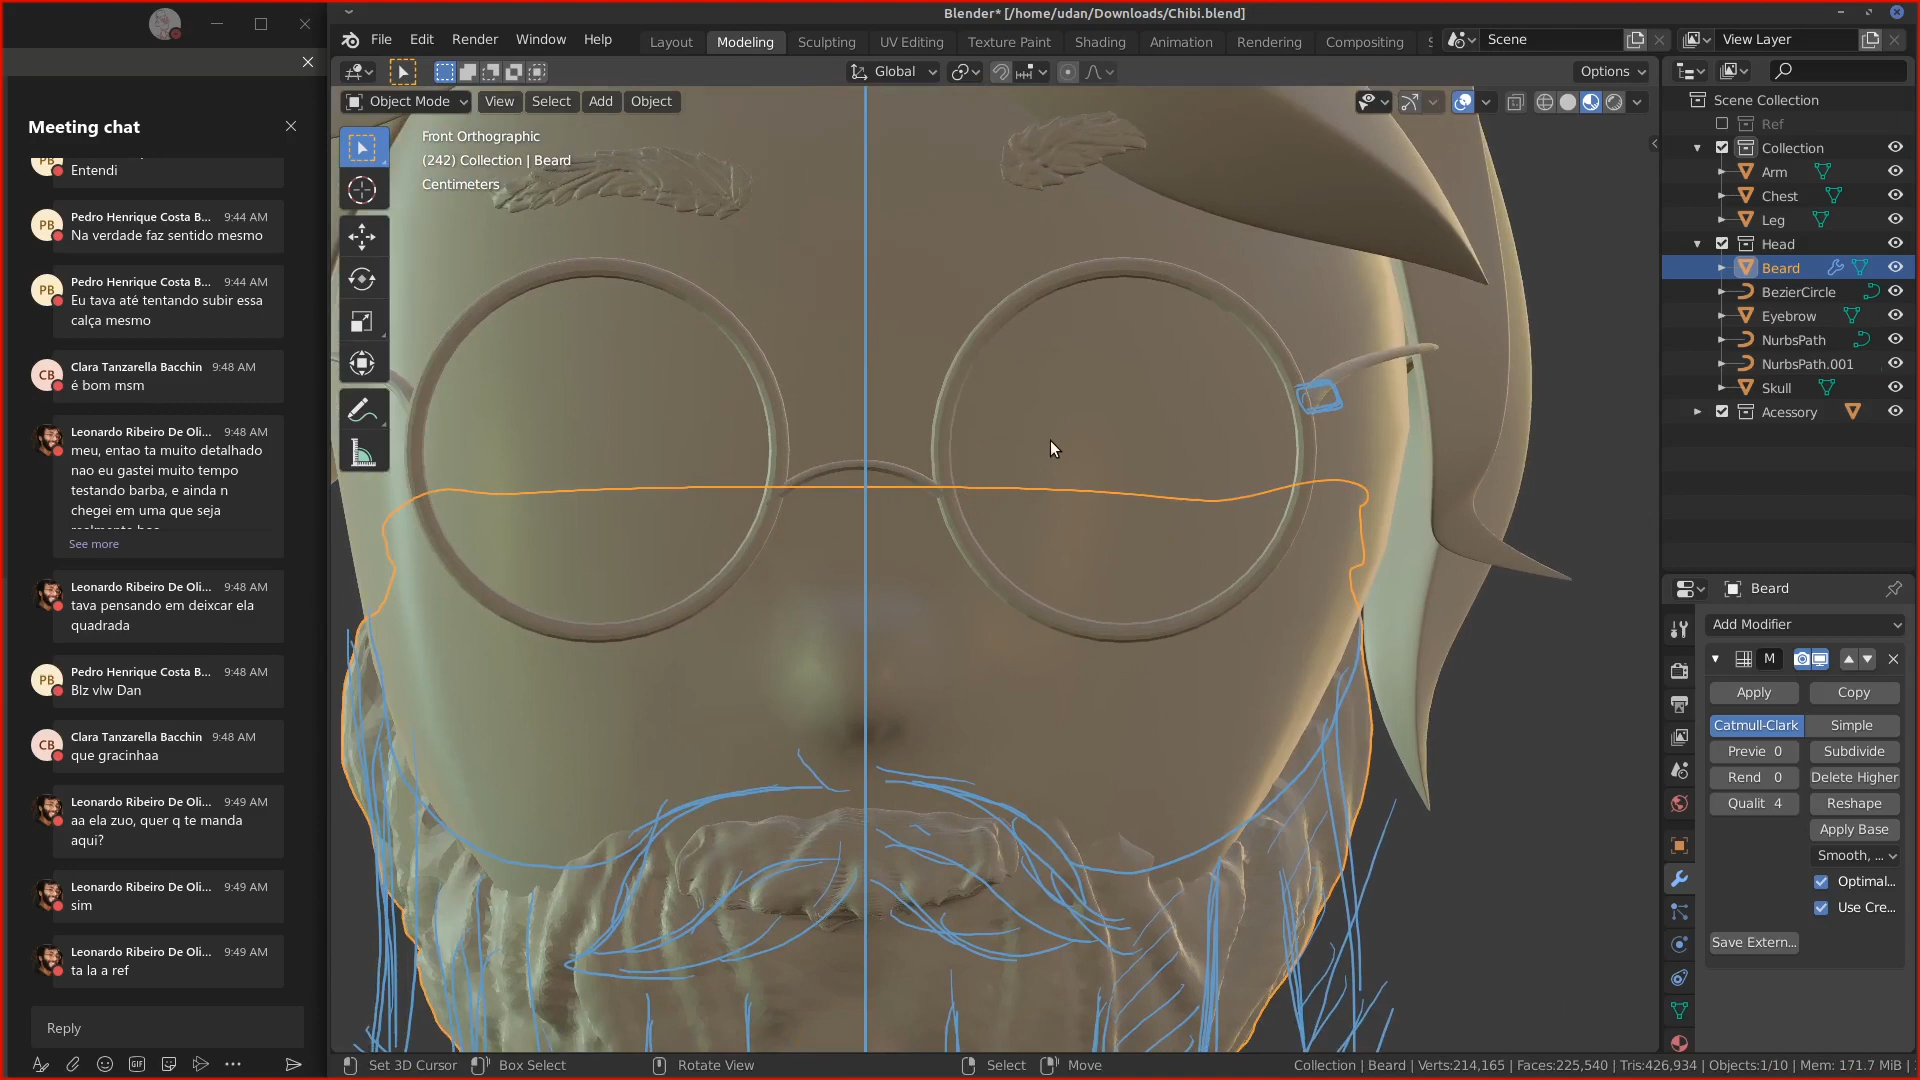 Meeting chat
Entendi
PB
Pedro Henrique Costa B... 9:44 AM
Na verdade faz sentido mesmo
PB
Pedro Henrique Costa B... 9:44 AM
Eu tava até tentando subir essa
calça mesmo
CB
Clara Tanzarella Bacchin 9:48 AM
é bom msm
Leonardo Ribeiro De Oli... 9:48 AM
meu, entao ta muito detalhado
nao eu gastei muito tempo
testando barba, e ainda n
chegei em uma que seja
See more
Leonardo Ribeiro De Oli... 9:48 AM
tava pensando em deixcar ela
quadrada
PB
Pedro Henrique Costa B... 9:48 AM
Blz vlw Dan
CB
Clara Tanzarella Bacchin 9:48 AM
que gracinhaa
Leonardo Ribeiro De Oli... 9:49 AM
aa ela zuo, quer q te manda
aqui?
Leonardo Ribeiro De Oli... 9:49 AM
sim
Leonardo Ribeiro De Oli... 9:49 AM
ta la a ref
Reply
GIF
Blender* [/home/udan/Downloads/Chibi.blend]
File Edit Render Window Help
Layout Modeling Sculpting UV Editing Texture Paint Shading Animation Rendering Compositing
Scene
View Layer
Global
Options
Object Mode View Select Add Object
Front Orthographic
(242) Collection | Beard
Centimeters
Scene Collection
Ref
Collection
Arm
Chest
Leg
Head
Beard
BezierCircle
Eyebrow
NurbsPath
NurbsPath.001
Skull
Acessory
Beard
Add Modifier
M
Apply Copy
Catmull-Clark Simple
Previe 0 Subdivide
Rend 0 Delete Higher
Qualit 4 Reshape
Apply Base
Smooth, ...
Optimal...
Use Cre...
Save Extern...
Set 3D Cursor Box Select Rotate View Select Move
Collection | Beard | Verts:214,165 | Faces:225,540 | Tris:426,934 | Objects:1/10 | Mem: 171.7 MiB |